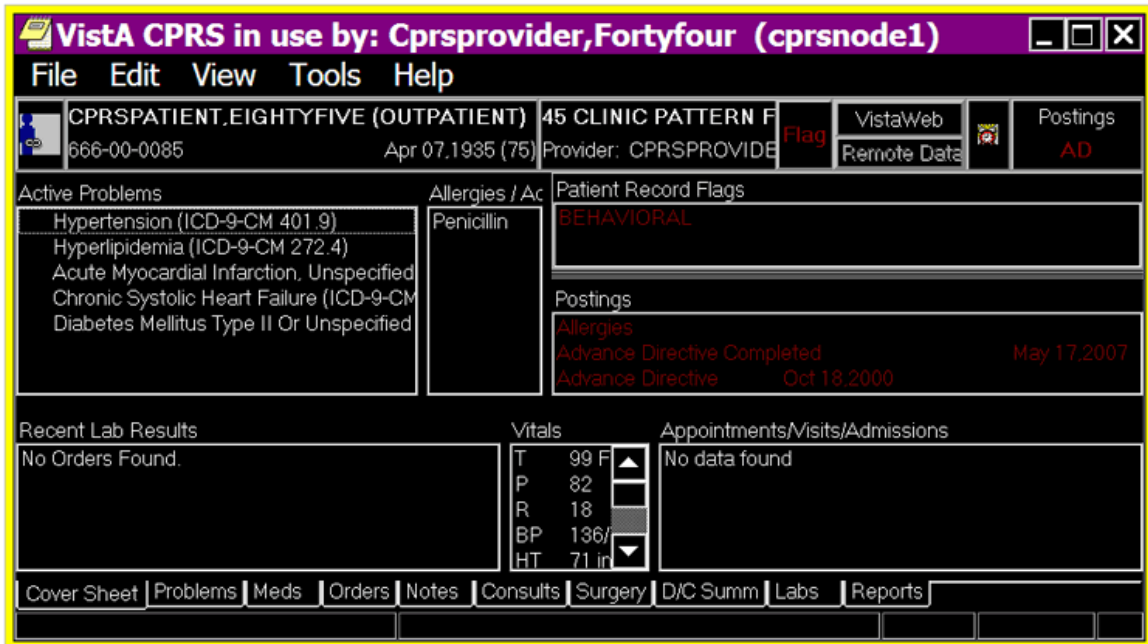 VistA CPRS in use by: Cprsprovider,Fortyfour (cprsnode1)
File Edit View Tools Help
CPRSPATIENT,EIGHTYFIVE (OUTPATIENT)
666-00-0085 Apr 07,1935 (75)
45 CLINIC PATTERN F
Provider: CPRSPROVIDE
Flag
VistaWeb
Remote Data
Postings
AD
Active Problems
Hypertension (ICD-9-CM 401.9)
Hyperlipidemia (ICD-9-CM 272.4)
Acute Myocardial Infarction, Unspecified
Chronic Systolic Heart Failure (ICD-9-CM
Diabetes Mellitus Type II Or Unspecified
Allergies / Ac
Penicillin
Patient Record Flags
BEHAVIORAL
Postings
Allergies
Advance Directive Completed May 17,2007
Advance Directive Oct 18,2000
Recent Lab Results
No Orders Found.
Vitals
T 99 F
P 82
R 18
BP 136/
HT 71 in
Appointments/Visits/Admissions
No data found
Cover Sheet Problems Meds Orders Notes Consults Surgery D/C Summ Labs Reports